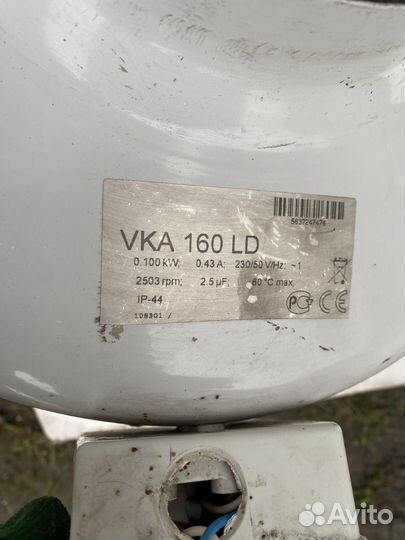 5637247476
VKA 160 LD
0.100 kW; 0.43 A; 230/50 V/Hz; ~1
2503 rpm; 2.5 µF; 60 °C max.
IP-44
108301 /
Avito